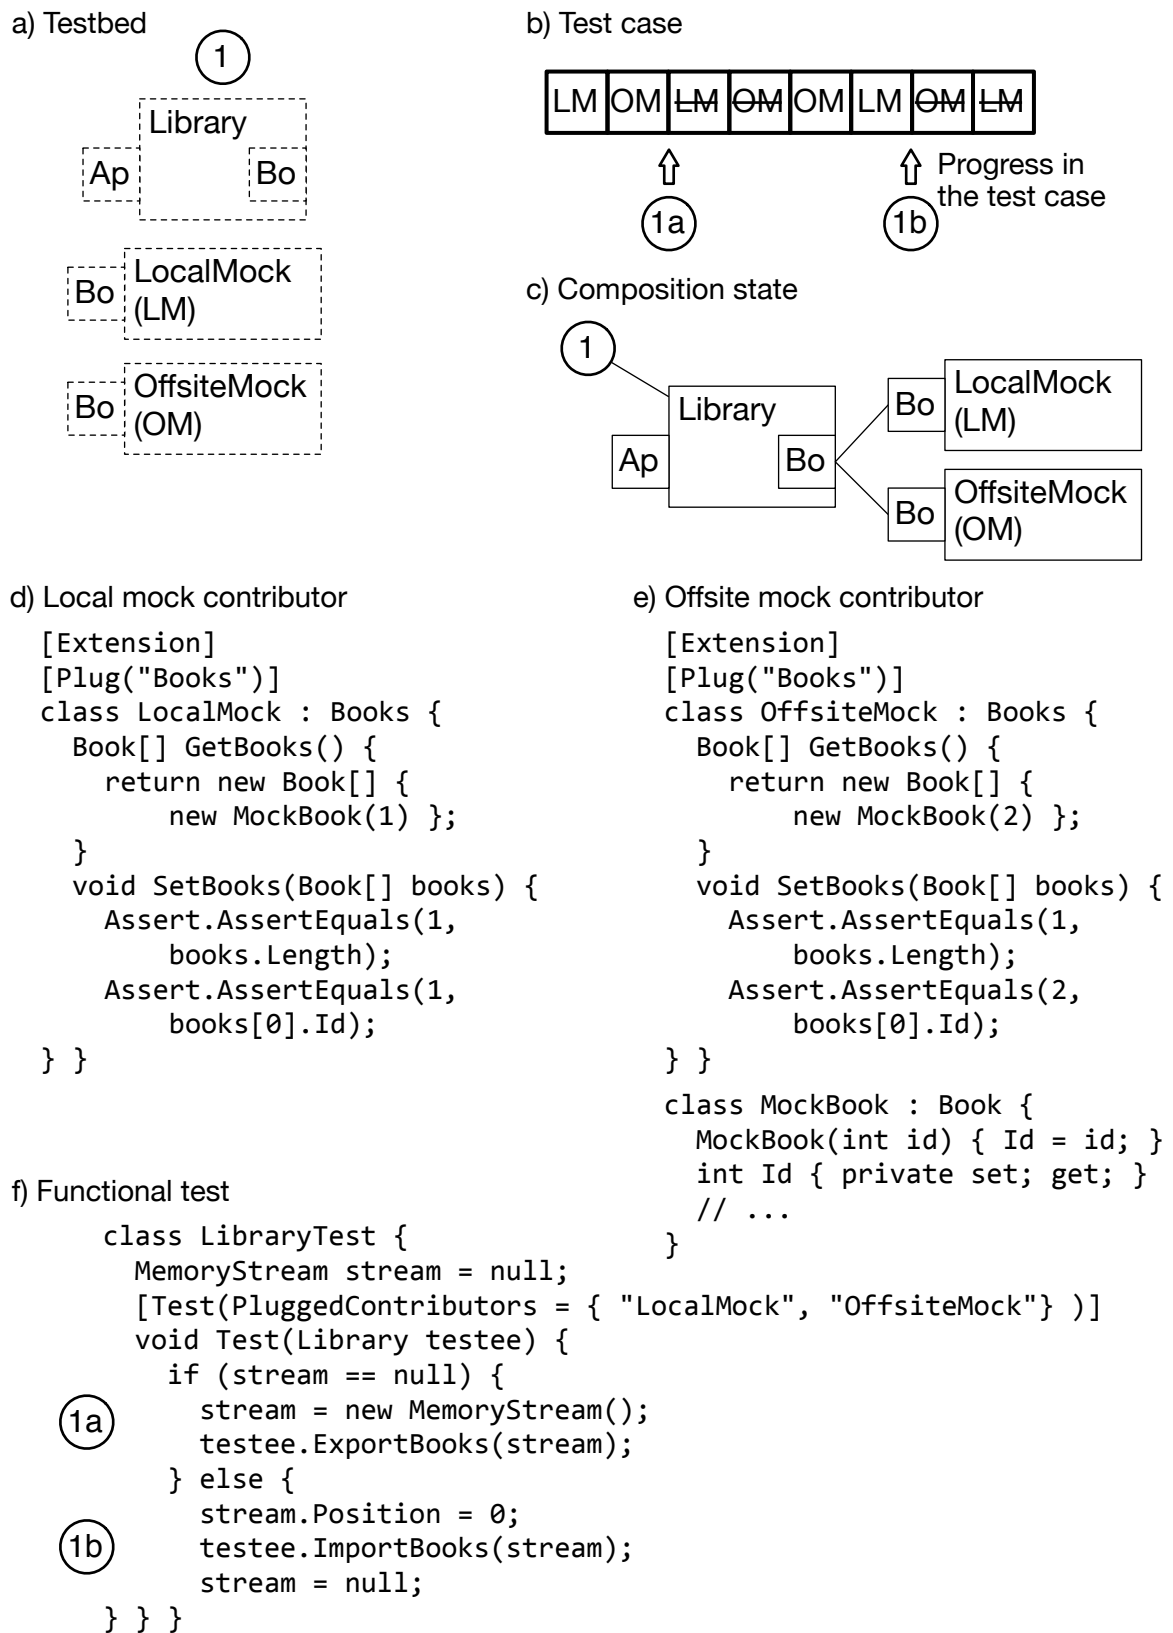 a) Testbed
1
Library
Ap
Bo
Bo
LocalMock
(LM)
Bo
OffsiteMock
(OM)
b) Test case
LM OM LM OM OM LM OM LM
1a
1b
Progress in
the test case
c) Composition state
1
Library
Ap
Bo
Bo
LocalMock
(LM)
Bo
OffsiteMock
(OM)
d) Local mock contributor
[Extension]
[Plug("Books")]
class LocalMock : Books {
Book[] GetBooks() {
return new Book[] {
new MockBook(1) };
}
void SetBooks(Book[] books) {
Assert.AssertEquals(1,
books.Length);
Assert.AssertEquals(1,
books[0].Id);
} }
e) Offsite mock contributor
[Extension]
[Plug("Books")]
class OffsiteMock : Books {
Book[] GetBooks() {
return new Book[] {
new MockBook(2) };
}
void SetBooks(Book[] books) {
Assert.AssertEquals(1,
books.Length);
Assert.AssertEquals(2,
books[0].Id);
} }
class MockBook : Book {
MockBook(int id) { Id = id; }
int Id { private set; get; }
// ...
}
f) Functional test
class LibraryTest {
MemoryStream stream = null;
[Test(PluggedContributors = { "LocalMock", "OffsiteMock"} )]
void Test(Library testee) {
if (stream == null) {
1a
stream = new MemoryStream();
testee.ExportBooks(stream);
} else {
stream.Position = 0;
1b
testee.ImportBooks(stream);
stream = null;
} } }